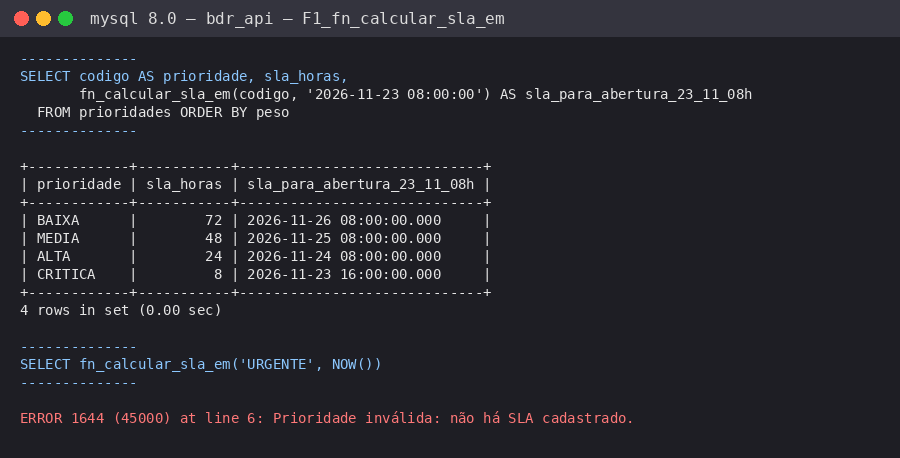 mysql 8.0 — bdr_api — F1_fn_calcular_sla_em
--------------
SELECT codigo AS prioridade, sla_horas,
       fn_calcular_sla_em(codigo, '2026-11-23 08:00:00') AS sla_para_abertura_23_11_08h
  FROM prioridades ORDER BY peso
--------------

+------------+-----------+-----------------------------+
| prioridade | sla_horas | sla_para_abertura_23_11_08h |
+------------+-----------+-----------------------------+
| BAIXA      |        72 | 2026-11-26 08:00:00.000     |
| MEDIA      |        48 | 2026-11-25 08:00:00.000     |
| ALTA       |        24 | 2026-11-24 08:00:00.000     |
| CRITICA    |         8 | 2026-11-23 16:00:00.000     |
+------------+-----------+-----------------------------+
4 rows in set (0.00 sec)

--------------
SELECT fn_calcular_sla_em('URGENTE', NOW())
--------------

ERROR 1644 (45000) at line 6: Prioridade inválida: não há SLA cadastrado.